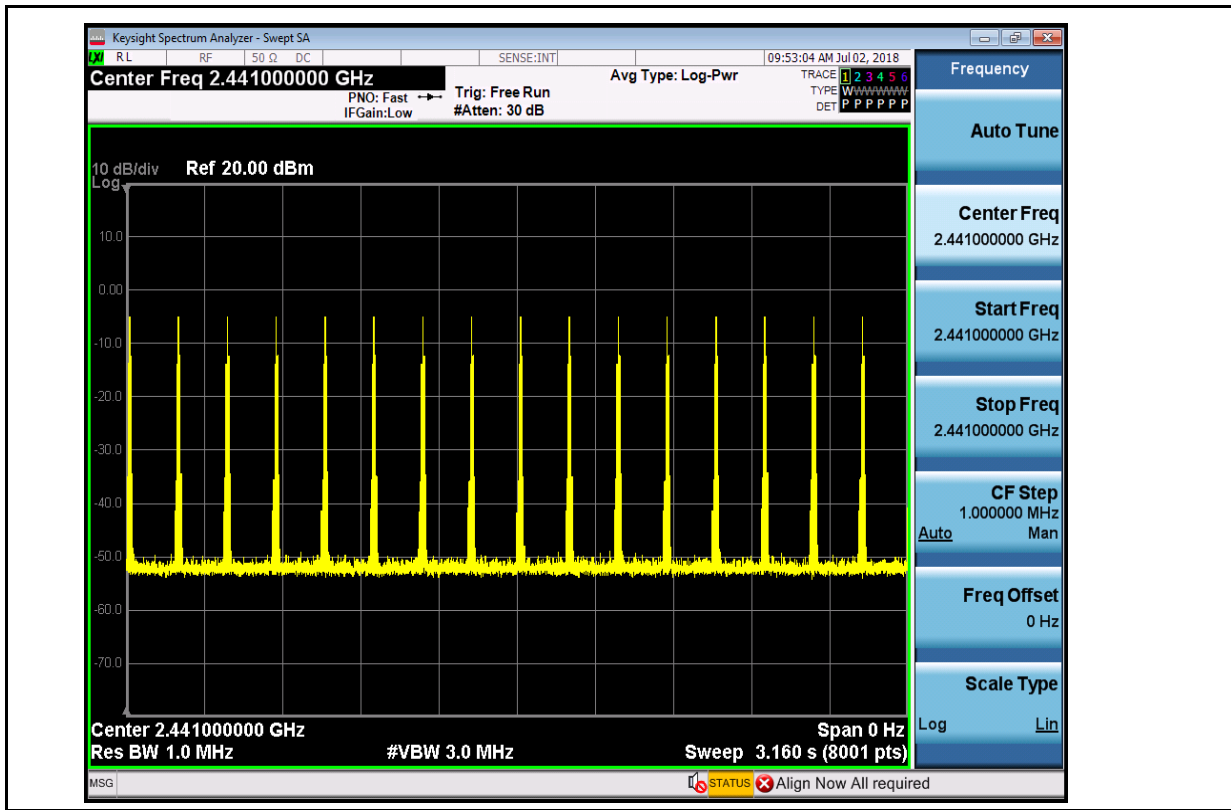 Keysight Spectrum Analyzer - Swept SA
LXI RL RF 50 Ω DC SENSE:INT 09:53:04 AM Jul 02, 2018
Center Freq 2.441000000 GHz
PNO: Fast
IFGain:Low
Trig: Free Run
#Atten: 30 dB
Avg Type: Log-Pwr
TRACE 1 2 3 4 5 6
TYPE WWWWWW
DET P P P P P P
10 dB/div
Log
Ref 20.00 dBm
10.0
0.00
-10.0
-20.0
-30.0
-40.0
-50.0
-60.0
-70.0
Center 2.441000000 GHz
Span 0 Hz
Res BW 1.0 MHz
#VBW 3.0 MHz
Sweep 3.160 s (8001 pts)
MSG
STATUS
Align Now All required
Frequency
Auto Tune
Center Freq
2.441000000 GHz
Start Freq
2.441000000 GHz
Stop Freq
2.441000000 GHz
CF Step
1.000000 MHz
Auto Man
Freq Offset
0 Hz
Scale Type
Log Lin